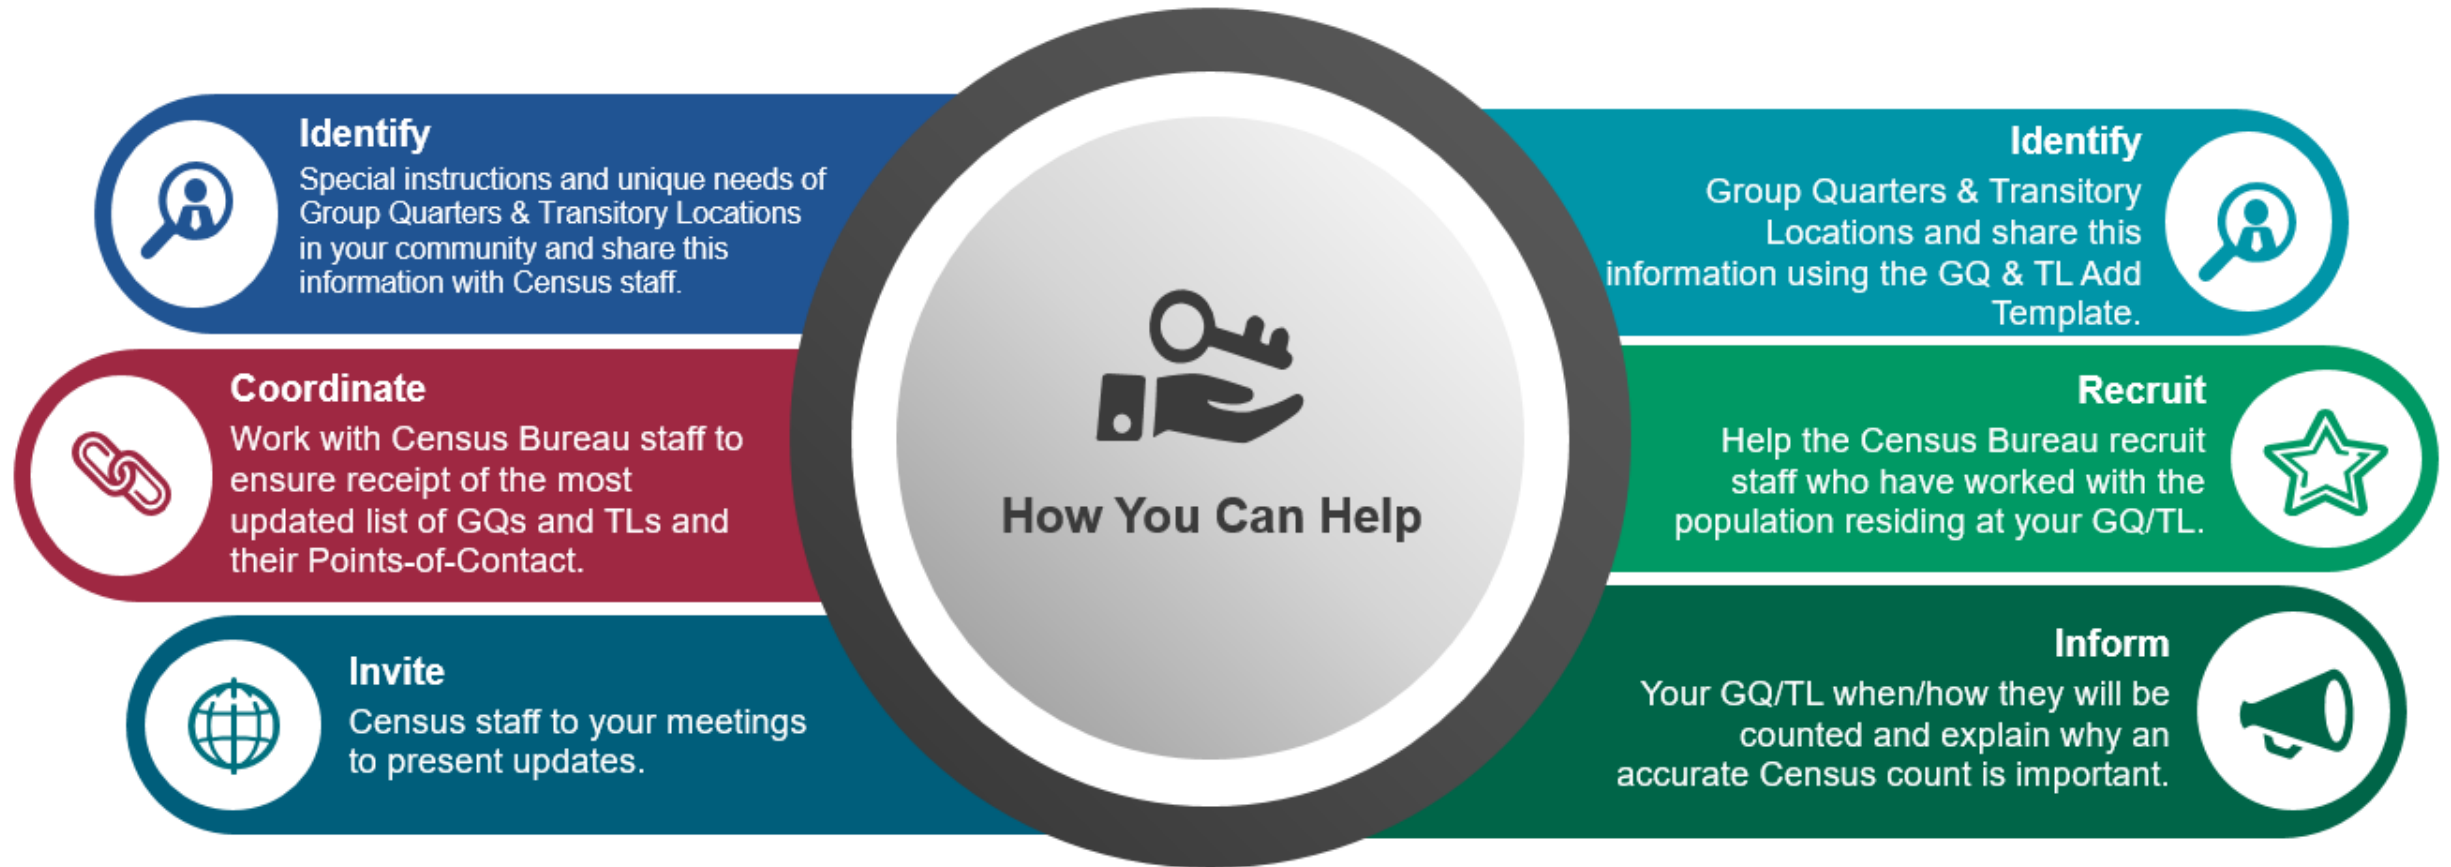 Identify
Special instructions and unique needs of
Group Quarters & Transitory Locations
in your community and share this
information with Census staff.
Coordinate
Work with Census Bureau staff to
ensure receipt of the most
updated list of GQs and TLs and
their Points-of-Contact.
Invite
Census staff to your meetings
to present updates.
How You Can Help
Identify
Group Quarters & Transitory
Locations and share this
information using the GQ & TL Add
Template.
Recruit
Help the Census Bureau recruit
staff who have worked with the
population residing at your GQ/TL.
Inform
Your GQ/TL when/how they will be
counted and explain why an
accurate Census count is important.